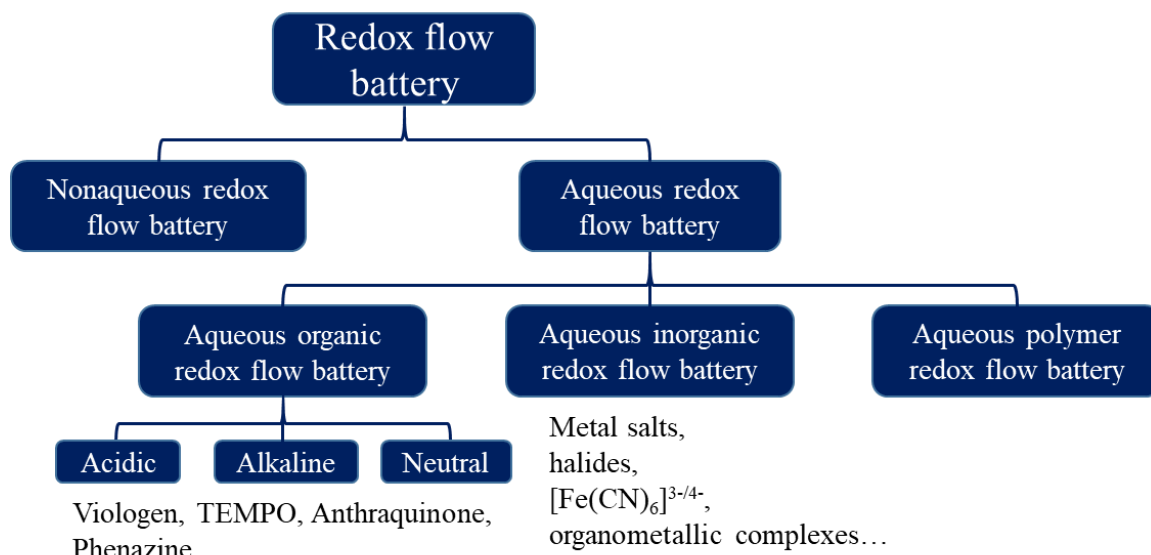 Redox flow
battery
Nonaqueous redox
flow battery
Aqueous redox
flow battery
Aqueous organic
redox flow battery
Aqueous inorganic
redox flow battery
Aqueous polymer
redox flow battery
Acidic
Alkaline
Neutral
Viologen, TEMPO, Anthraquinone,
Phenazine
Metal salts,
halides,
[Fe(CN)₆]³⁻/⁴⁻,
organometallic complexes…